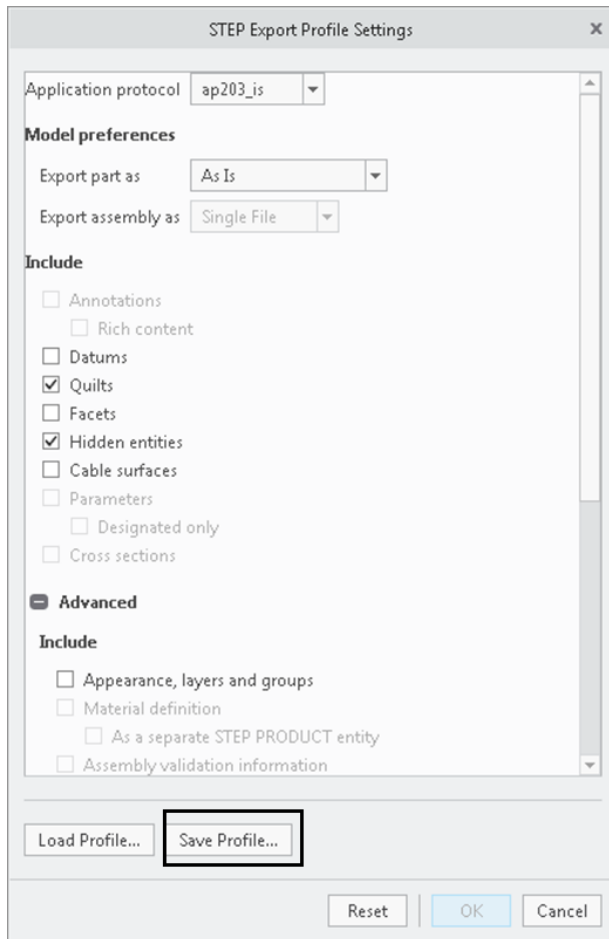 STEP Export Profile Settings
Application protocol ap203_is
Model preferences
Export part as As Is
Export assembly as Single File
Include
Annotations
Rich content
Datums
Quilts
Facets
Hidden entities
Cable surfaces
Parameters
Designated only
Cross sections
Advanced
Include
Appearance, layers and groups
Material definition
As a separate STEP PRODUCT entity
Assembly validation information
Load Profile... Save Profile...
Reset OK Cancel